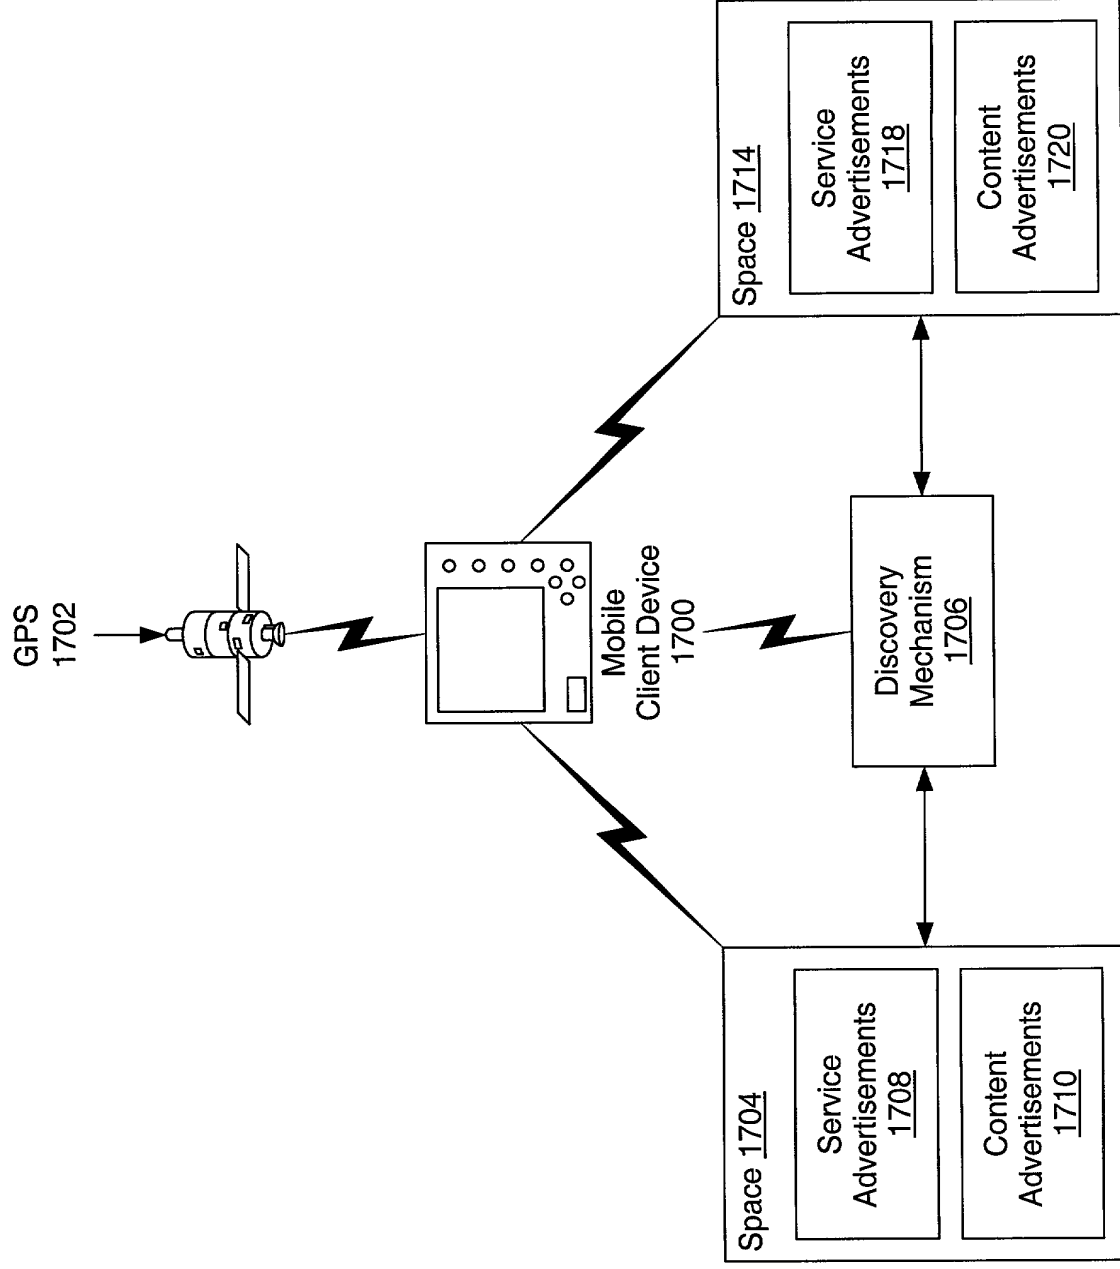 GPS
1702
Mobile
Client Device
1700
Discovery
Mechanism
1706
Space 1704
Service
Advertisements
1708
Content
Advertisements
1710
Space 1714
Service
Advertisements
1718
Content
Advertisements
1720